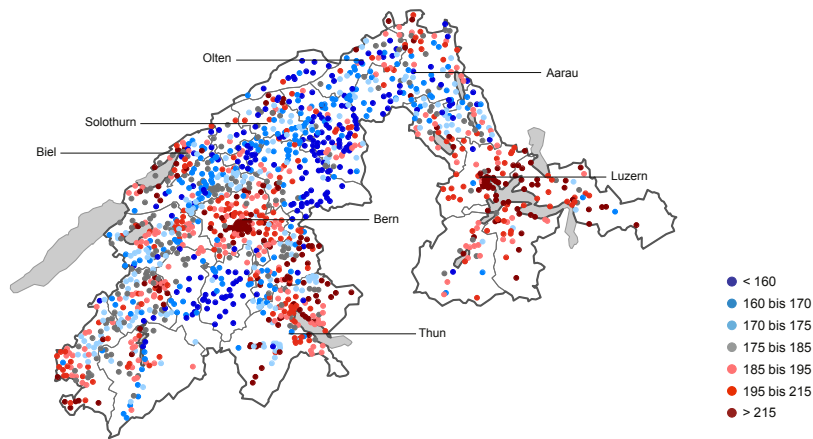 Olten
Aarau
Solothurn
Biel
Luzern
Bern
Thun
< 160
160 bis 170
170 bis 175
175 bis 185
185 bis 195
195 bis 215
> 215